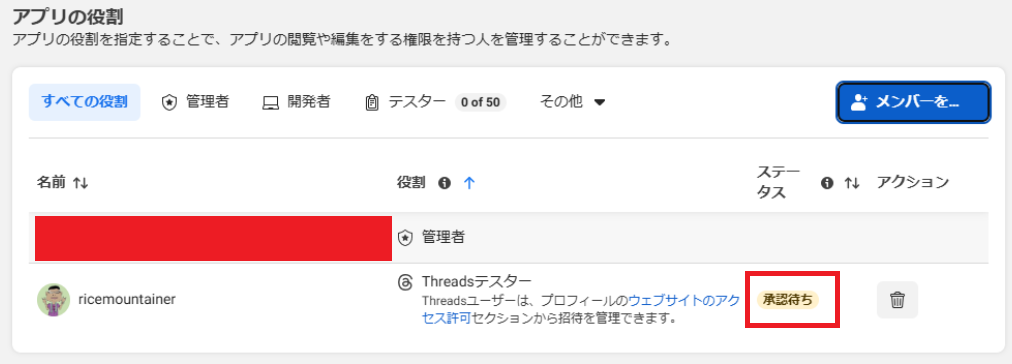 アプリの役割
アプリの役割を指定することで、アプリの閲覧や編集をする権限を持つ人を管理することができます。
すべての役割 管理者 開発者 テスター 0 of 50 その他 メンバーを...
名前 役割 ステータス アクション
管理者
ricemountainer Threadsテスター 承認待ち
Threadsユーザーは、プロフィールのウェブサイトのアク
セス許可セクションから招待を管理できます。